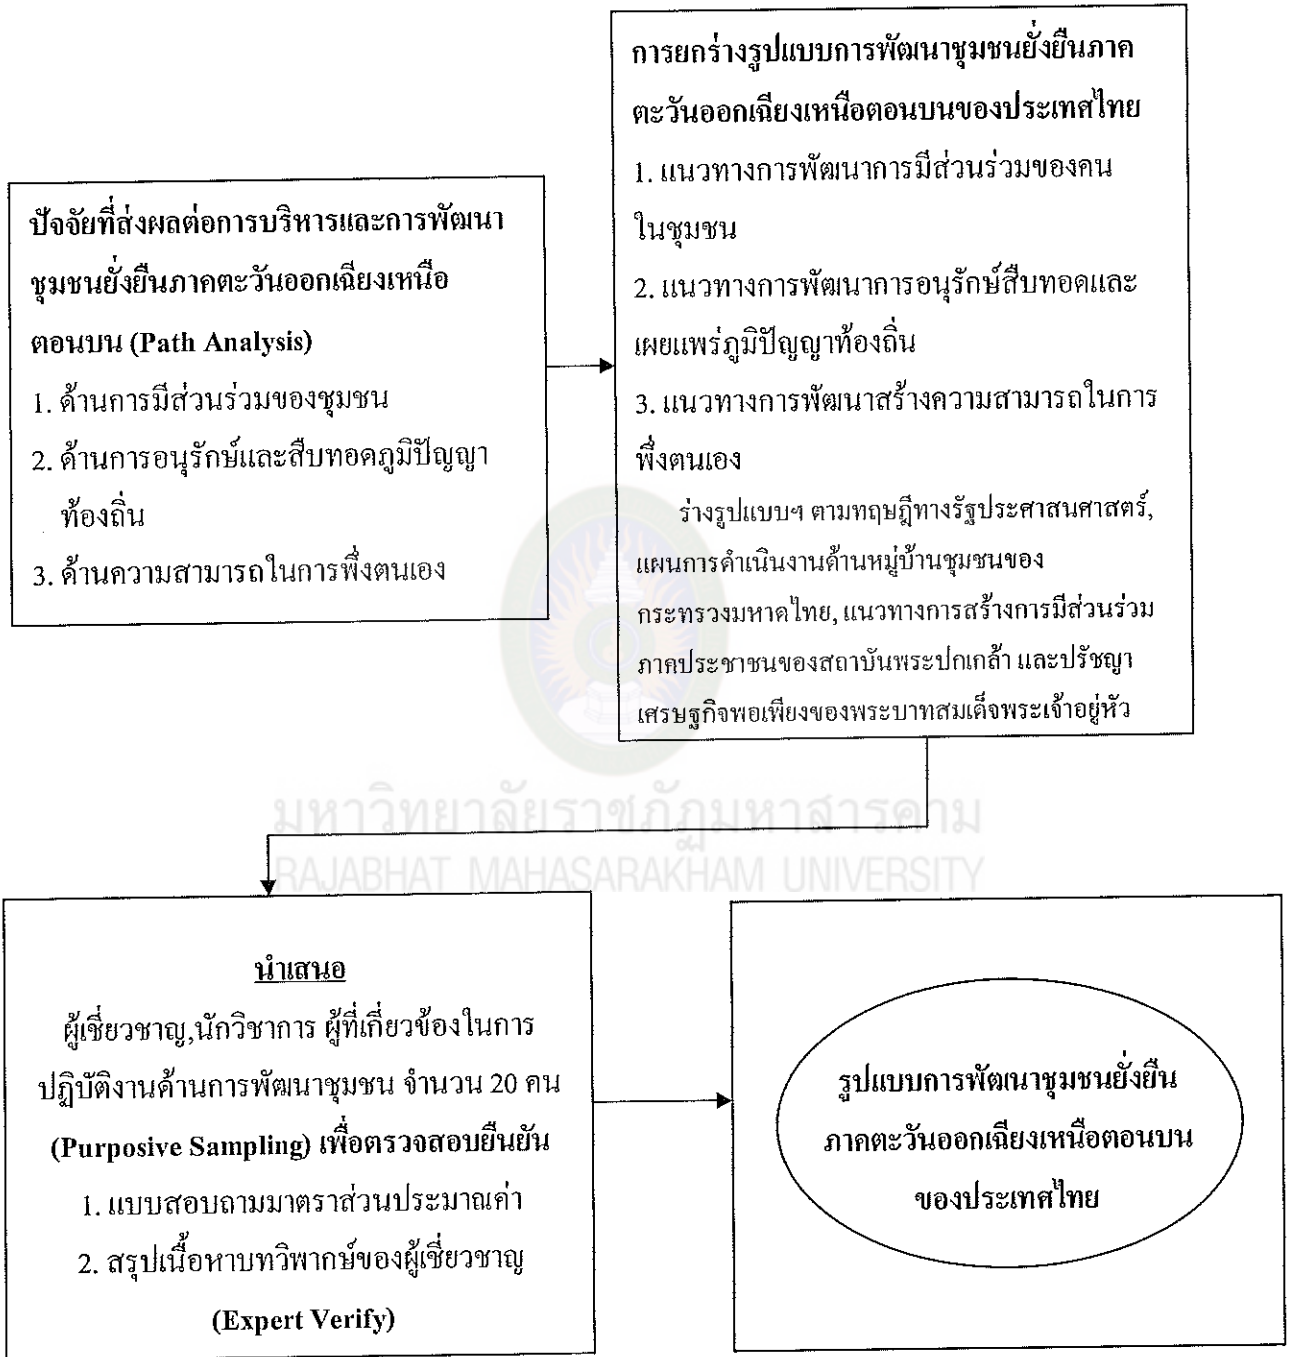 ปัจจัยที่ส่งผลต่อการบริหารและการพัฒนา
ชุมชนยั่งยืนภาคตะวันออกเฉียงเหนือ
ตอนบน (Path Analysis)
1. ด้านการมีส่วนร่วมของชุมชน
2. ด้านการอนุรักษ์และสืบทอดภูมิปัญญา
ท้องถิ่น
3. ด้านความสามารถในการพึ่งตนเอง
การยกร่างรูปแบบการพัฒนาชุมชนยั่งยืนภาค
ตะวันออกเฉียงเหนือตอนบนของประเทศไทย
1. แนวทางการพัฒนาการมีส่วนร่วมของคน
ในชุมชน
2. แนวทางการพัฒนาการอนุรักษ์สืบทอดและ
เผยแพร่ภูมิปัญญาท้องถิ่น
3. แนวทางการพัฒนาสร้างความสามารถในการ
พึ่งตนเอง
ร่างรูปแบบฯ ตามทฤษฎีทางรัฐประศาสนศาสตร์,
แผนการดำเนินงานด้านหมู่บ้านชุมชนของ
กระทรวงมหาดไทย, แนวทางการสร้างการมีส่วนร่วม
ภาคประชาชนของสถาบันพระปกเกล้า และปรัชญา
เศรษฐกิจพอเพียงของพระบาทสมเด็จพระเจ้าอยู่หัว
มหาวิทยาลัยราชภัฏมหาสารคาม
RAJABHAT MAHASARAKHAM UNIVERSITY
นำเสนอ
ผู้เชี่ยวชาญ,นักวิชาการ ผู้ที่เกี่ยวข้องในการ
ปฏิบัติงานด้านการพัฒนาชุมชน จำนวน 20 คน
(Purposive Sampling) เพื่อตรวจสอบยืนยัน
1. แบบสอบถามมาตราส่วนประมาณค่า
2. สรุปเนื้อหาบทวิพากษ์ของผู้เชี่ยวชาญ
(Expert Verify)
รูปแบบการพัฒนาชุมชนยั่งยืน
ภาคตะวันออกเฉียงเหนือตอนบน
ของประเทศไทย